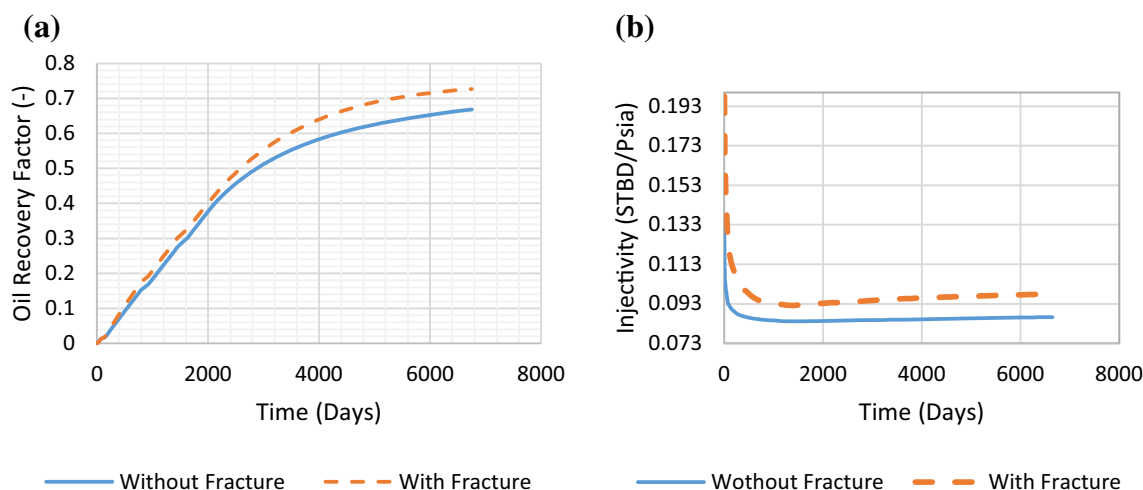 (a)
Oil Recovery Factor (-)
0.8
0.7
0.6
0.5
0.4
0.3
0.2
0.1
0
0 2000 4000 6000 8000
Time (Days)
Without Fracture With Fracture
(b)
Injectivity (STBD/Psia)
0.193
0.173
0.153
0.133
0.113
0.093
0.073
0 2000 4000 6000 8000
Time (Days)
Wothout Fracture With Fracture